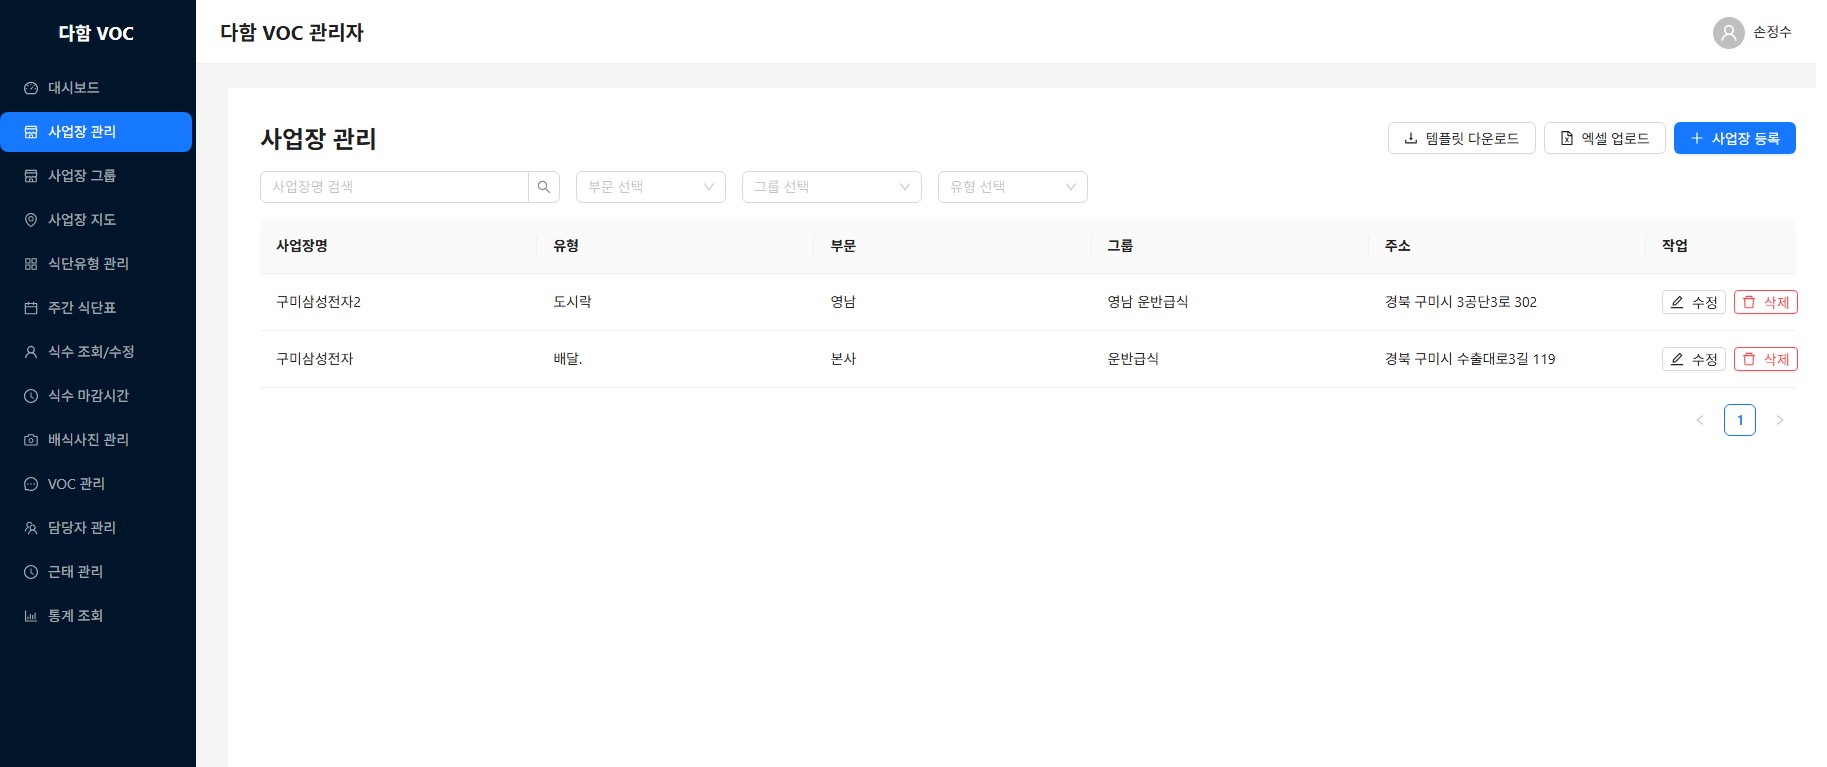 다함 VOC
대시보드
사업장 관리
사업장 그룹
사업장 지도
식단유형 관리
주간 식단표
식수 조회/수정
식수 마감시간
배식사진 관리
VOC 관리
담당자 관리
근태 관리
통계 조회
다함 VOC 관리자
손정수
사업장 관리
템플릿 다운로드 엑셀 업로드 사업장 등록
사업장명 검색 부문 선택 그룹 선택 유형 선택
사업장명 유형 부문 그룹 주소 작업
구미삼성전자2 도시락 영남 영남 운반급식 경북 구미시 3공단3로 302 수정 삭제
구미삼성전자 배달. 본사 운반급식 경북 구미시 수출대로3길 119 수정 삭제
< 1 >